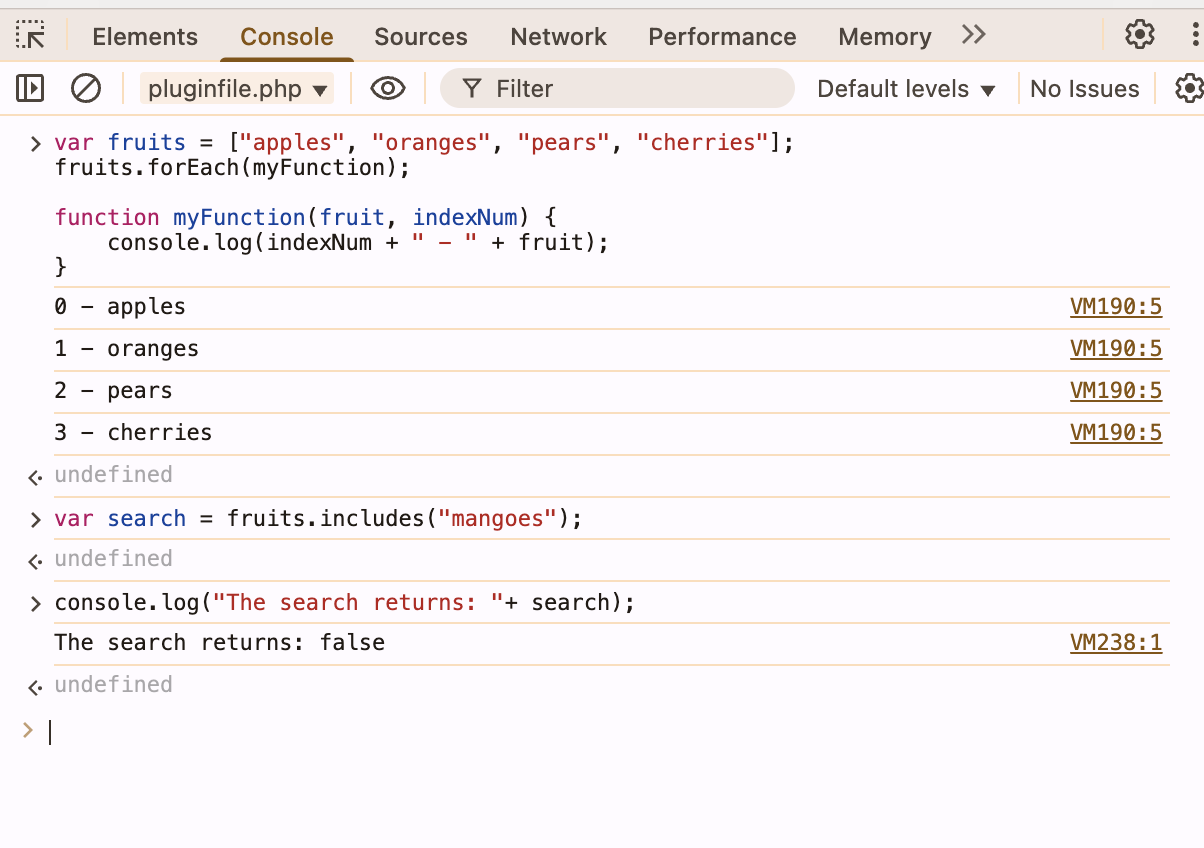 Elements Console Sources Network Performance Memory
pluginfile.php Filter Default levels No Issues
var fruits = ["apples", "oranges", "pears", "cherries"];
fruits.forEach(myFunction);
function myFunction(fruit, indexNum) {
console.log(indexNum + " – " + fruit);
}
0 – apples VM190:5
1 – oranges VM190:5
2 – pears VM190:5
3 – cherries VM190:5
undefined
var search = fruits.includes("mangoes");
undefined
console.log("The search returns: "+ search);
The search returns: false VM238:1
undefined